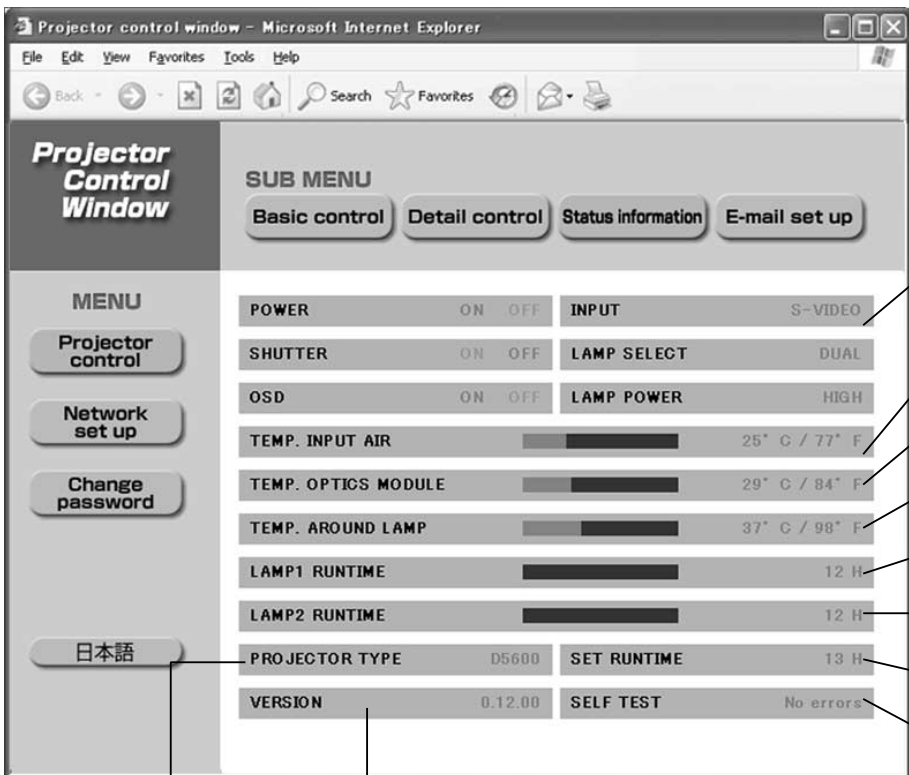 Projector control window - Microsoft Internet Explorer
File Edit View Favorites Tools Help
Back Search Favorites
Projector
Control
Window
SUB MENU
Basic control Detail control Status information E-mail set up
MENU
Projector
control
Network
set up
Change
password
日本語
POWER ON OFF INPUT S-VIDEO
SHUTTER ON OFF LAMP SELECT DUAL
OSD ON OFF LAMP POWER HIGH
TEMP. INPUT AIR 25° C / 77° F
TEMP. OPTICS MODULE 29° C / 84° F
TEMP. AROUND LAMP 37° C / 98° F
LAMP1 RUNTIME 12 H
LAMP2 RUNTIME 12 H
PROJECTOR TYPE D5600 SET RUNTIME 13 H
VERSION 0.12.00 SELF TEST No errors